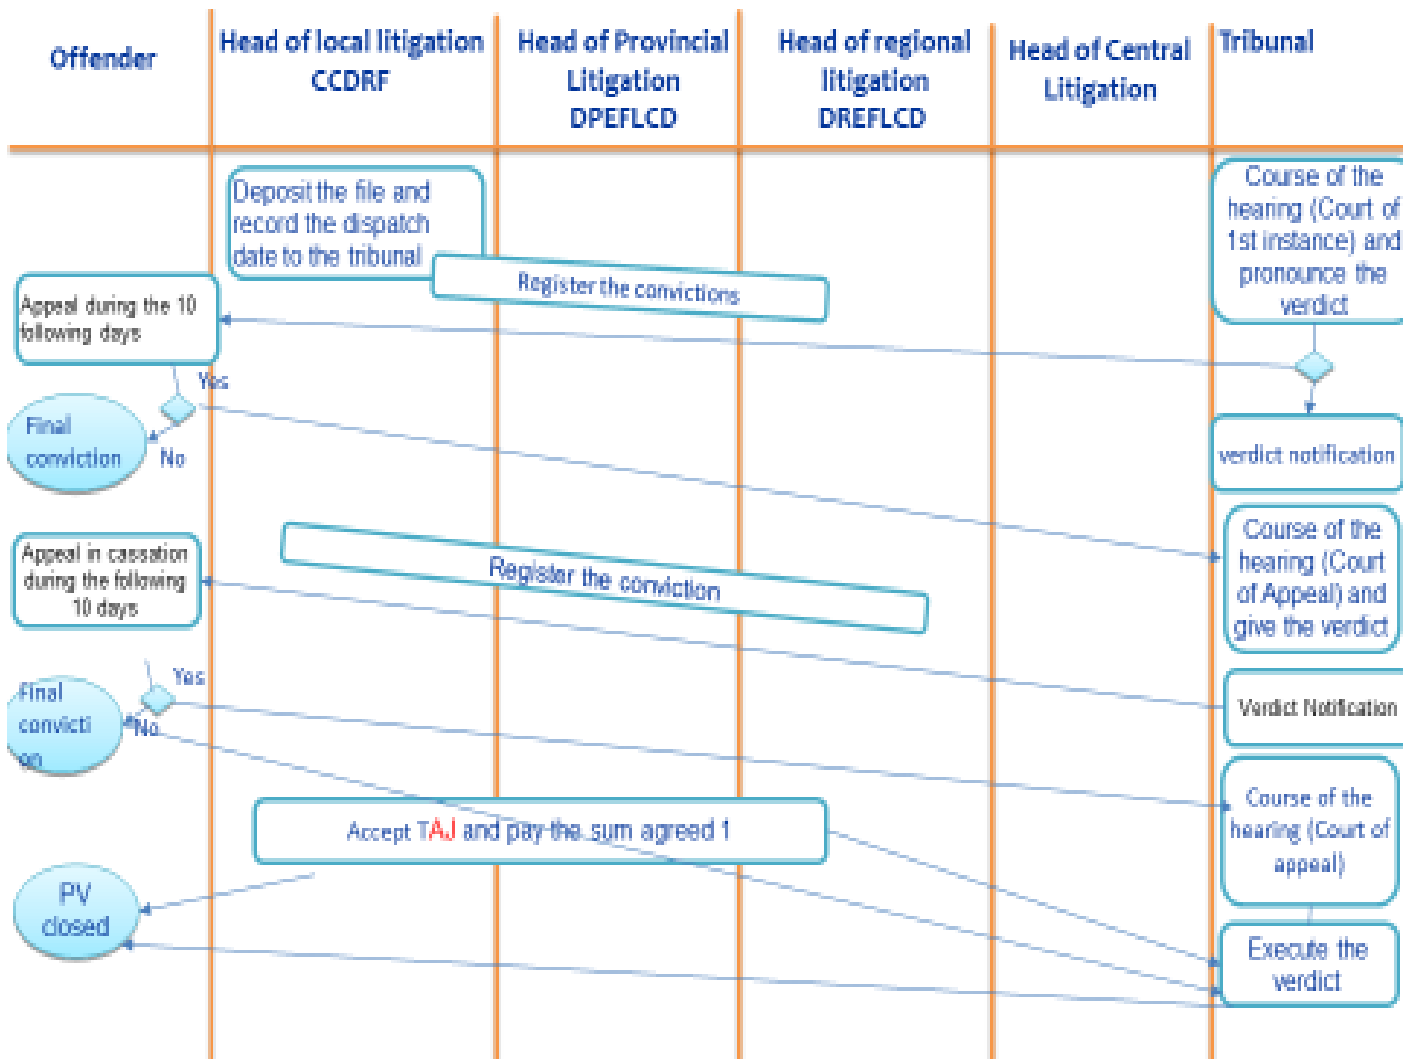 Offender
Head of local litigation
CCDRF
Head of Provincial
Litigation
DPEFLCD
Head of regional
litigation
DREFLCD
Head of Central
Litigation
Tribunal
Deposit the file and
record the dispatch
date to the tribunal
Course of the
hearing (Court of
1st instance) and
pronounce the
verdict
Register the convictions
Appeal during the 10
following days
Yes
Final
conviction
No
verdict notification
Course of the
hearing (Court
of Appeal) and
give the verdict
Appeal in cassation
during the following
10 days
Register the conviction
Yes
Final
convicti
on
No
Verdict Notification
Course of the
hearing (Court of
appeal)
Accept TAJ and pay the sum agreed 1
PV
closed
Execute the
verdict